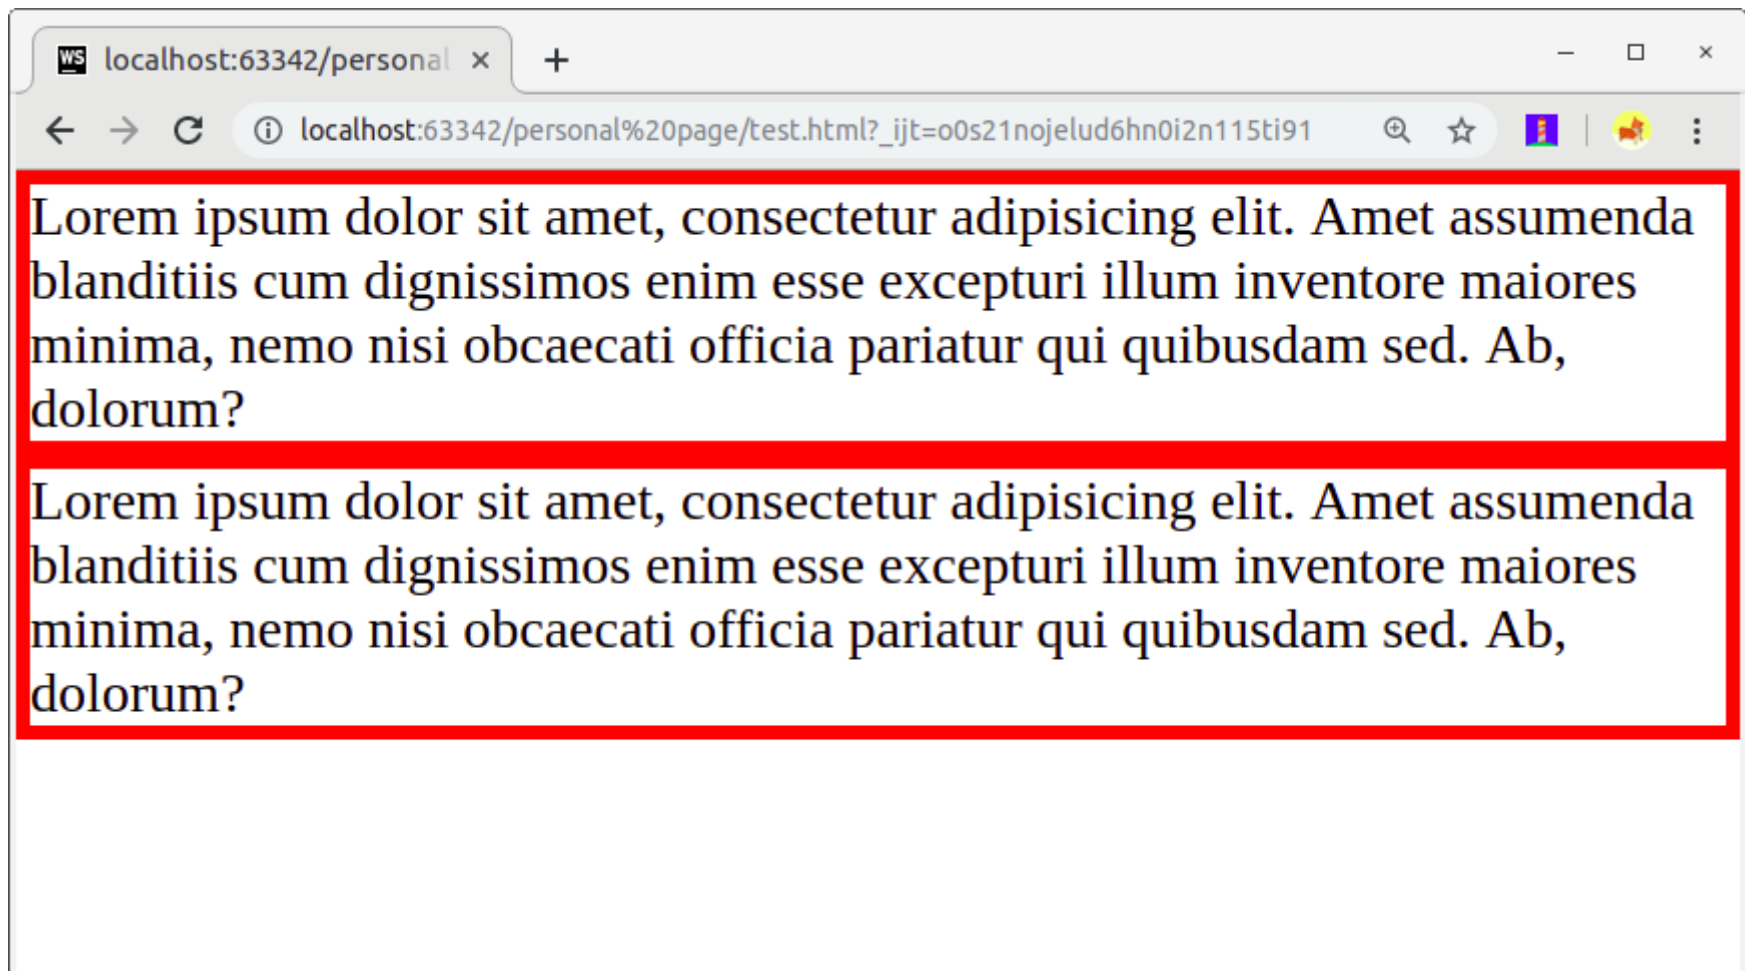 WS localhost:63342/personal
localhost:63342/personal%20page/test.html?_ijt=o0s21nojelud6hn0i2n115ti91
Lorem ipsum dolor sit amet, consectetur adipisicing elit. Amet assumenda
blanditiis cum dignissimos enim esse excepturi illum inventore maiores
minima, nemo nisi obcaecati officia pariatur qui quibusdam sed. Ab,
dolorum?
Lorem ipsum dolor sit amet, consectetur adipisicing elit. Amet assumenda
blanditiis cum dignissimos enim esse excepturi illum inventore maiores
minima, nemo nisi obcaecati officia pariatur qui quibusdam sed. Ab,
dolorum?